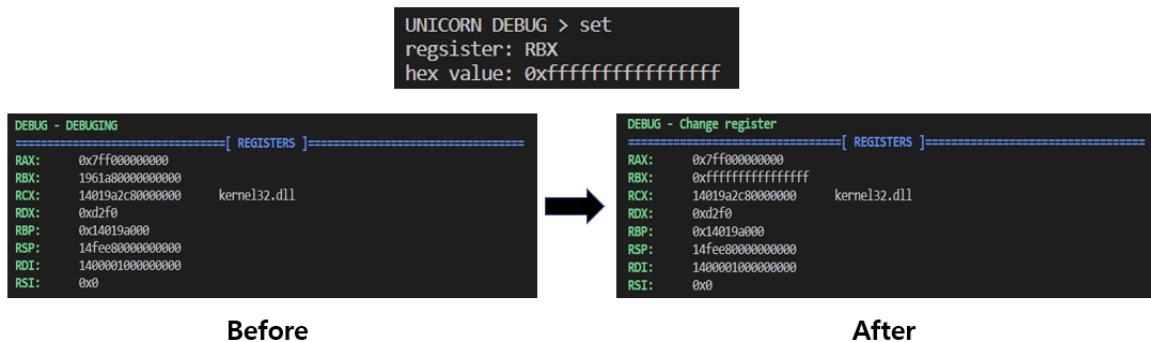 UNICORN DEBUG > set
regsister: RBX
hex value: 0xffffffffffffffff
DEBUG - DEBUGING
=================================[ REGISTERS ]==================================
RAX: 0x7ff000000000
RBX: 1961a80000000000
RCX: 14019a2c80000000 kernel32.dll
RDX: 0xd2f0
RBP: 0x14019a000
RSP: 14fee80000000000
RDI: 1400001000000000
RSI: 0x0
Before
DEBUG - Change register
=================================[ REGISTERS ]==================================
RAX: 0x7ff000000000
RBX: 0xffffffffffffffff
RCX: 14019a2c80000000 kernel32.dll
RDX: 0xd2f0
RBP: 0x14019a000
RSP: 14fee80000000000
RDI: 1400001000000000
RSI: 0x0
After